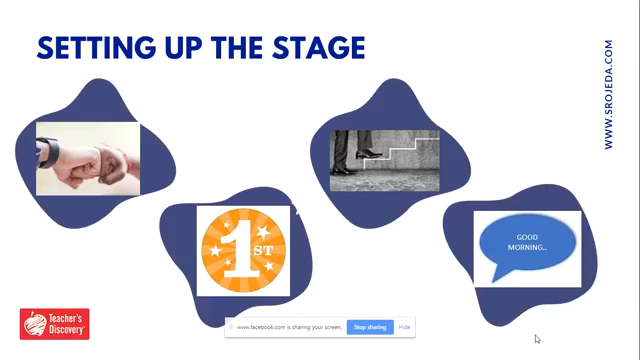 SETTING UP THE STAGE
WWW.SROJEDA.COM
1ST
GOOD
MORNING..
Teacher's
Discovery
www.facebook.com is sharing your screen.
Stop sharing
Hide